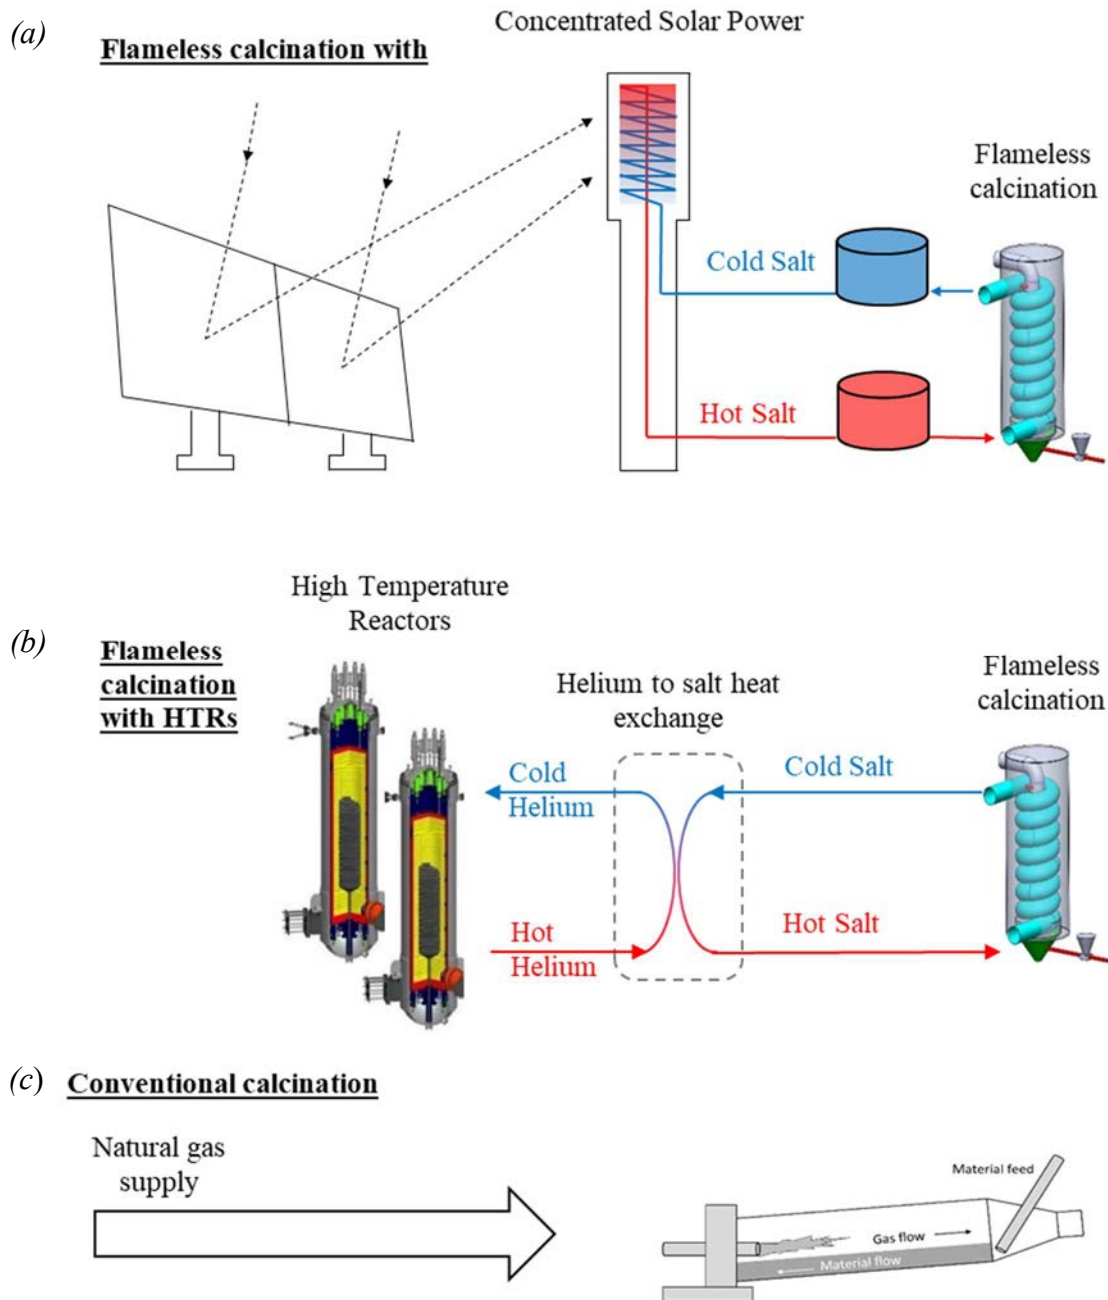 (a)
Flameless calcination with
Concentrated Solar Power
Flameless
calcination
Cold Salt
Hot Salt
High Temperature
Reactors
(b)
Flameless
calcination
with HTRs
Helium to salt heat
exchange
Flameless
calcination
Cold
Helium
Cold Salt
Hot
Helium
Hot Salt
(c) Conventional calcination
Natural gas
supply
Material feed
Gas flow
Material flow